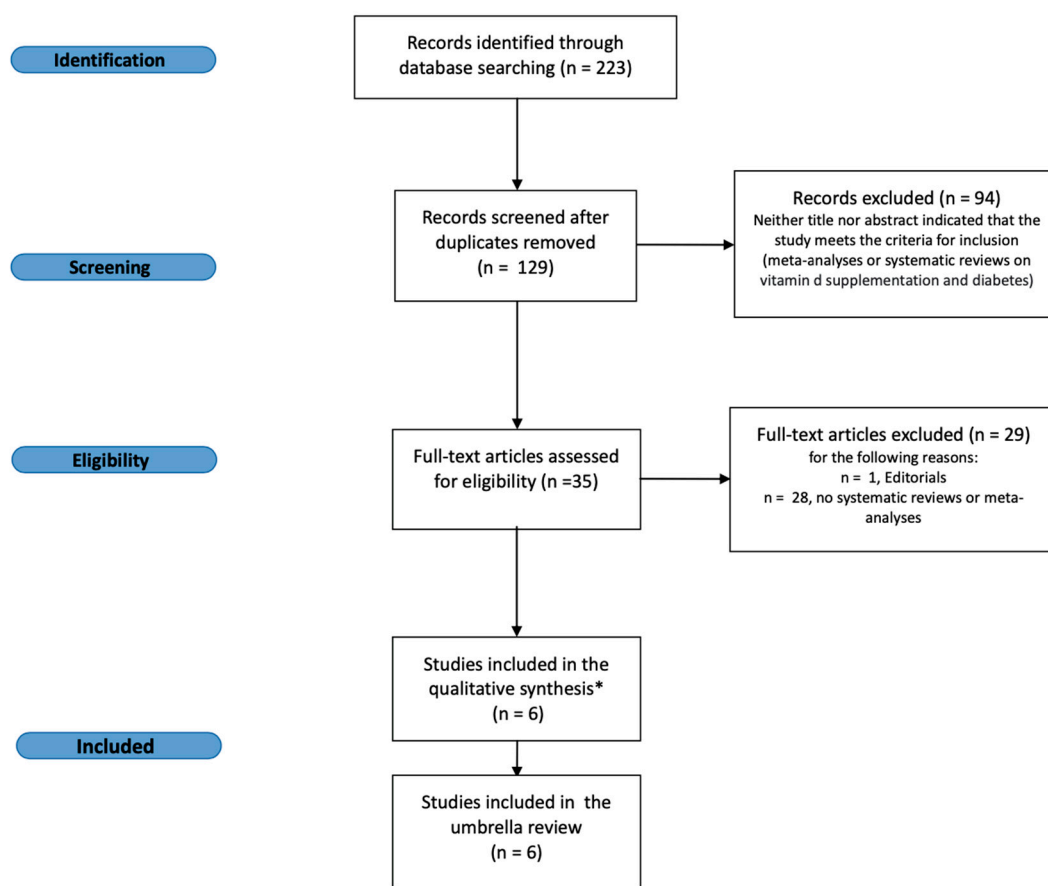 Identification
Records identified through
database searching (n = 223)
Screening
Records screened after
duplicates removed
(n =  129)
Records excluded (n = 94)
Neither title nor abstract indicated that the
study meets the criteria for inclusion
(meta-analyses or systematic reviews on
vitamin d supplementation and diabetes)
Eligibility
Full-text articles assessed
for eligibility (n =35)
Full-text articles excluded (n = 29)
for the following reasons:
n =  1, Editorials
n =  28, no systematic reviews or meta-
analyses
Included
Studies included in the
qualitative synthesis*
(n = 6)
Studies included in  the
umbrella review
(n = 6)